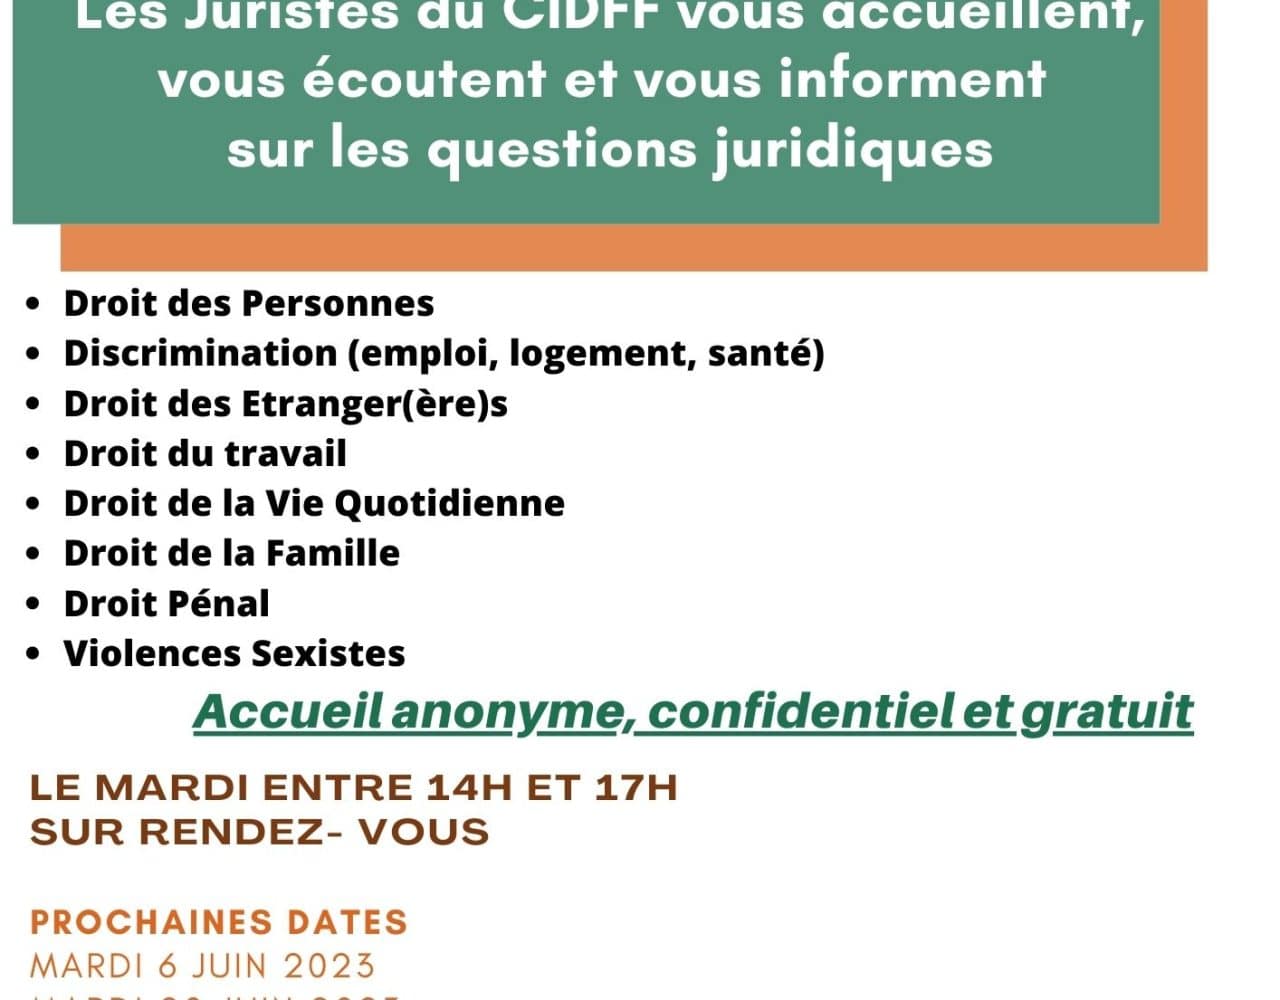 Les Juristes du CIDFF vous accueillent,
vous écoutent et vous informent
sur les questions juridiques
• Droit des Personnes
• Discrimination (emploi, logement, santé)
• Droit des Etranger(ère)s
• Droit du travail
• Droit de la Vie Quotidienne
• Droit de la Famille
• Droit Pénal
• Violences Sexistes
Accueil anonyme, confidentiel et gratuit
LE MARDI ENTRE 14H ET 17H
SUR RENDEZ- VOUS
PROCHAINES DATES
MARDI 6 JUIN 2023
MARDI JUIN